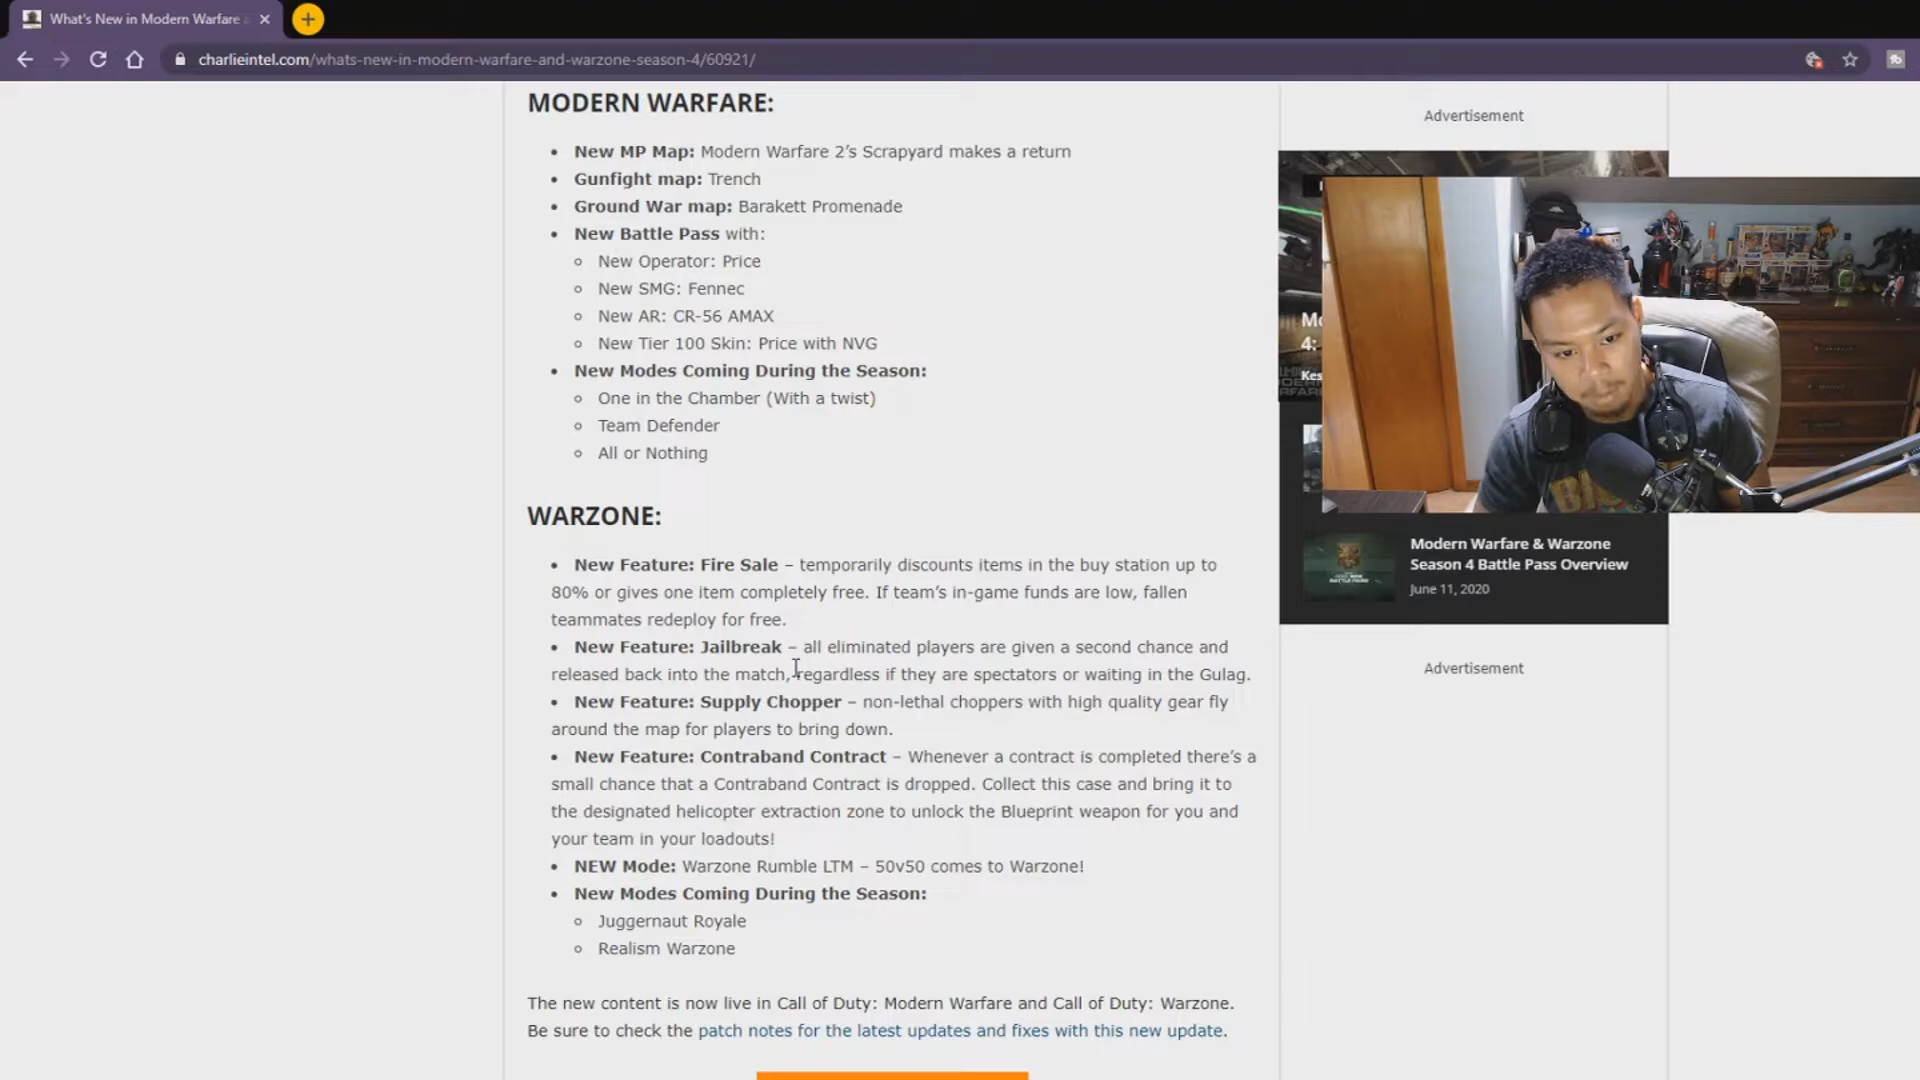 What's New in Modern Warfare
charlieintel.com/whats-new-in-modern-warfare-and-warzone-season-4/60921/
MODERN WARFARE:
New MP Map: Modern Warfare 2's Scrapyard makes a return
Gunfight map: Trench
Ground War map: Barakett Promenade
New Battle Pass with:
New Operator: Price
New SMG: Fennec
New AR: CR-56 AMAX
New Tier 100 Skin: Price with NVG
New Modes Coming During the Season:
One in the Chamber (With a twist)
Team Defender
All or Nothing
WARZONE:
New Feature: Fire Sale – temporarily discounts items in the buy station up to
80% or gives one item completely free. If team's in-game funds are low, fallen
teammates redeploy for free.
New Feature: Jailbreak – all eliminated players are given a second chance and
released back into the match, regardless if they are spectators or waiting in the Gulag.
New Feature: Supply Chopper – non-lethal choppers with high quality gear fly
around the map for players to bring down.
New Feature: Contraband Contract – Whenever a contract is completed there's a
small chance that a Contraband Contract is dropped. Collect this case and bring it to
the designated helicopter extraction zone to unlock the Blueprint weapon for you and
your team in your loadouts!
NEW Mode: Warzone Rumble LTM – 50v50 comes to Warzone!
New Modes Coming During the Season:
Juggernaut Royale
Realism Warzone
The new content is now live in Call of Duty: Modern Warfare and Call of Duty: Warzone.
Be sure to check the patch notes for the latest updates and fixes with this new update.
Advertisement
4:
Modern Warfare & Warzone
Season 4 Battle Pass Overview
June 11, 2020
Advertisement